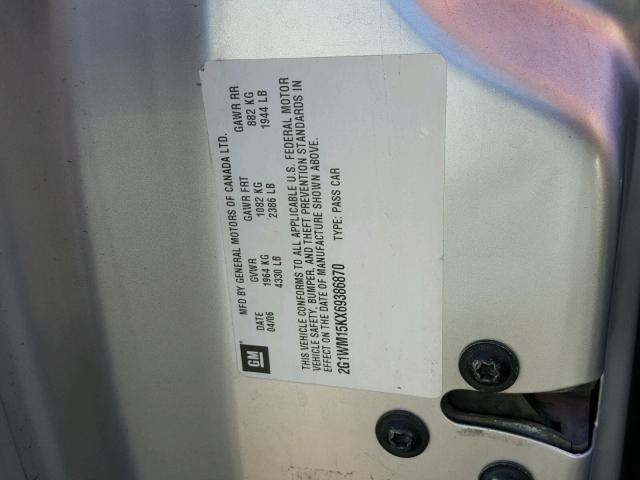 GM
MFD BY GENERAL MOTORS OF CANADA LTD.
DATE GVWR GAWR FRT GAWR RR
04/06 1964 KG 1082 KG 882 KG
4330 LB 2386 LB 1944 LB
THIS VEHICLE CONFORMS TO ALL APPLICABLE U.S. FEDERAL MOTOR
VEHICLE SAFETY, BUMPER, AND THEFT PREVENTION STANDARDS IN
EFFECT ON THE DATE OF MANUFACTURE SHOWN ABOVE.
2G1WM15KX69386870 TYPE: PASS CAR